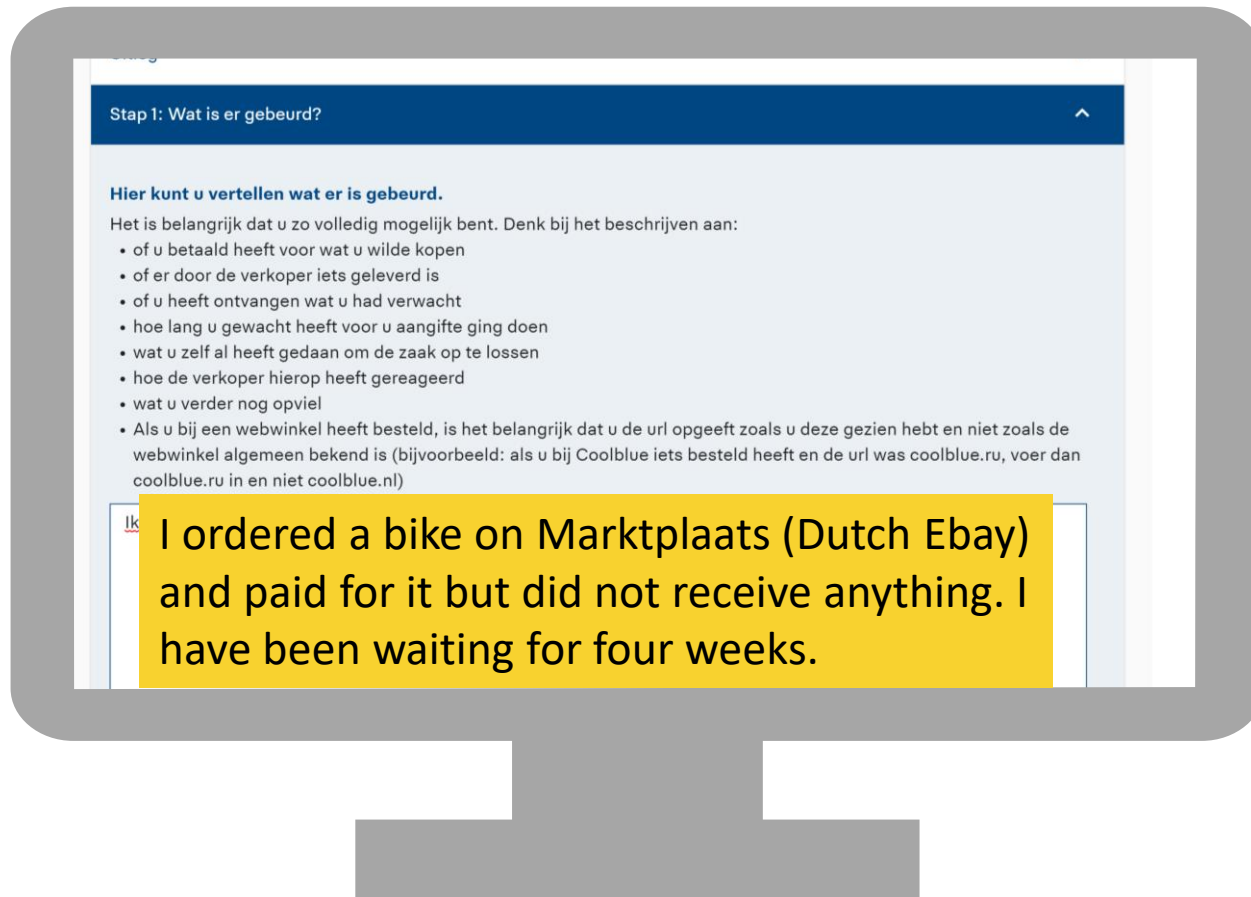 Stap 1: Wat is er gebeurd?
Hier kunt u vertellen wat er is gebeurd.
Het is belangrijk dat u zo volledig mogelijk bent. Denk bij het beschrijven aan:
• of u betaald heeft voor wat u wilde kopen
• of er door de verkoper iets geleverd is
• of u heeft ontvangen wat u had verwacht
• hoe lang u gewacht heeft voor u aangifte ging doen
• wat u zelf al heeft gedaan om de zaak op te lossen
• hoe de verkoper hierop heeft gereageerd
• wat u verder nog opviel
• Als u bij een webwinkel heeft besteld, is het belangrijk dat u de url opgeeft zoals u deze gezien hebt en niet zoals de
webwinkel algemeen bekend is (bijvoorbeeld: als u bij Coolblue iets besteld heeft en de url was coolblue.ru, voer dan
coolblue.ru in en niet coolblue.nl)
Ik
I ordered a bike on Marktplaats (Dutch Ebay)
and paid for it but did not receive anything. I
have been waiting for four weeks.